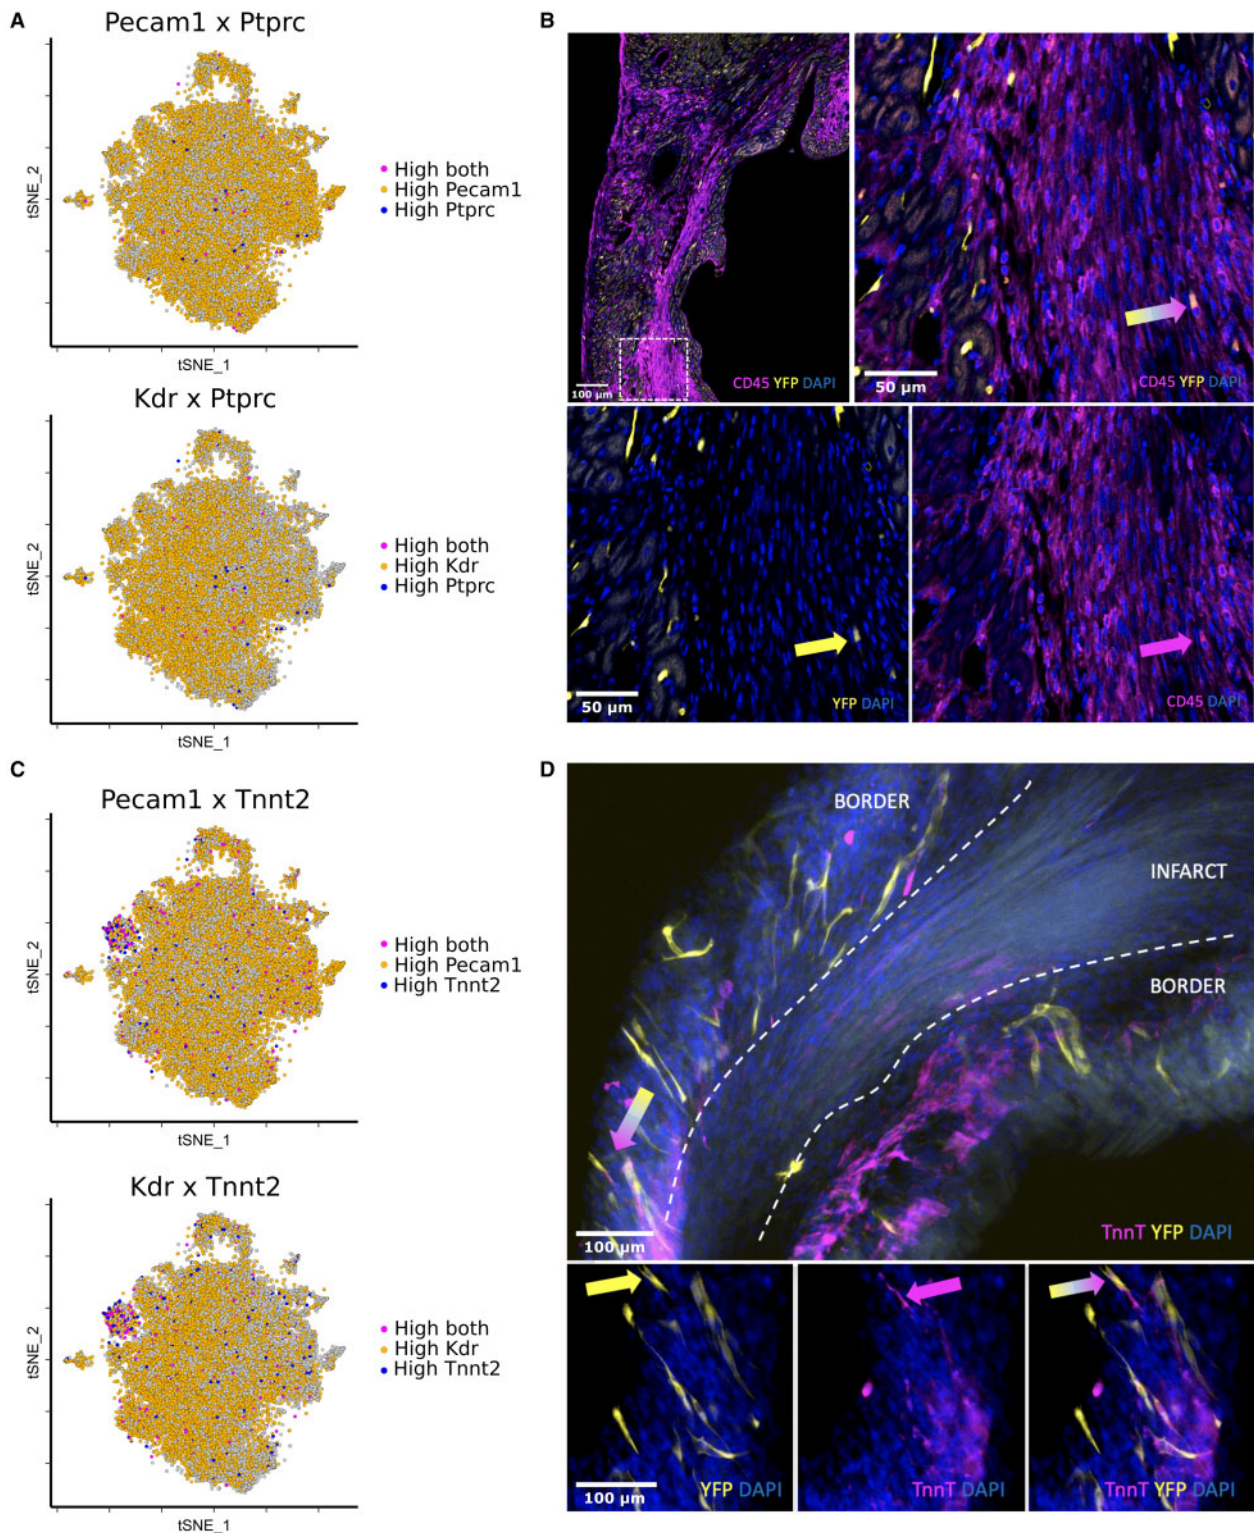 A
Pecam1 x Ptprc
tSNE_2
tSNE_1
High both
High Pecam1
High Ptprc
Kdr x Ptprc
tSNE_2
tSNE_1
High both
High Kdr
High Ptprc
B
100 µm
CD45 YFP DAPI
50 µm
CD45 YFP DAPI
50 µm
YFP DAPI
CD45 DAPI
C
Pecam1 x Tnnt2
tSNE_2
tSNE_1
High both
High Pecam1
High Tnnt2
Kdr x Tnnt2
tSNE_2
tSNE_1
High both
High Kdr
High Tnnt2
D
BORDER
INFARCT
BORDER
100 µm
TnnT YFP DAPI
100 µm
YFP DAPI
TnnT DAPI
TnnT YFP DAPI